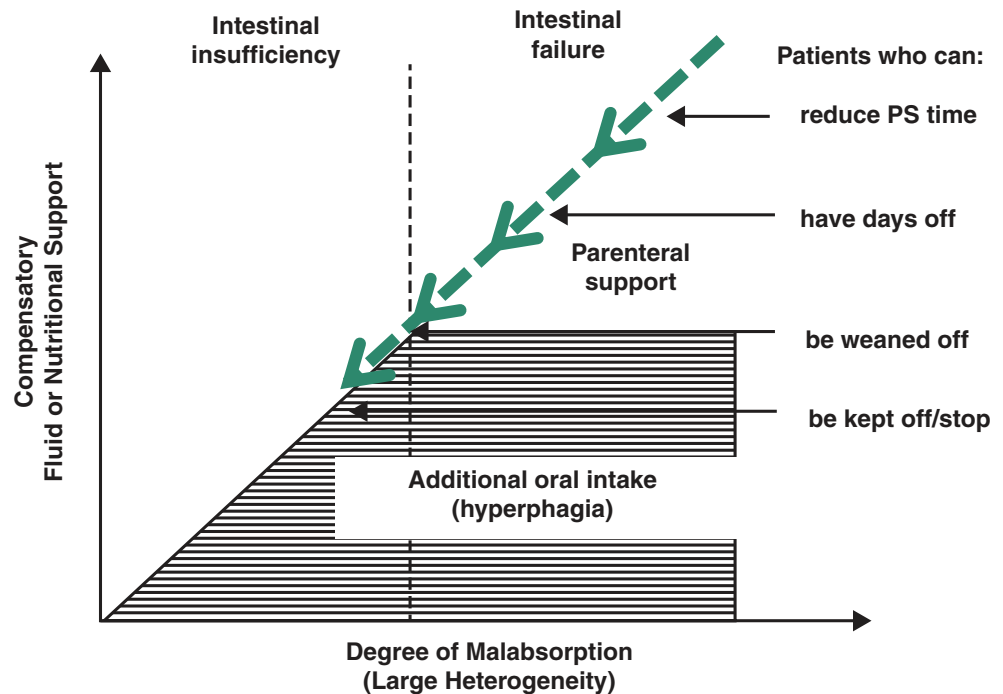 Intestinal
insufficiency
Intestinal
failure
Patients who can:
reduce PS time
have days off
Parenteral
support
be weaned off
be kept off/stop
Additional oral intake
(hyperphagia)
Compensatory
Fluid or Nutritional Support
Degree of Malabsorption
(Large Heterogeneity)